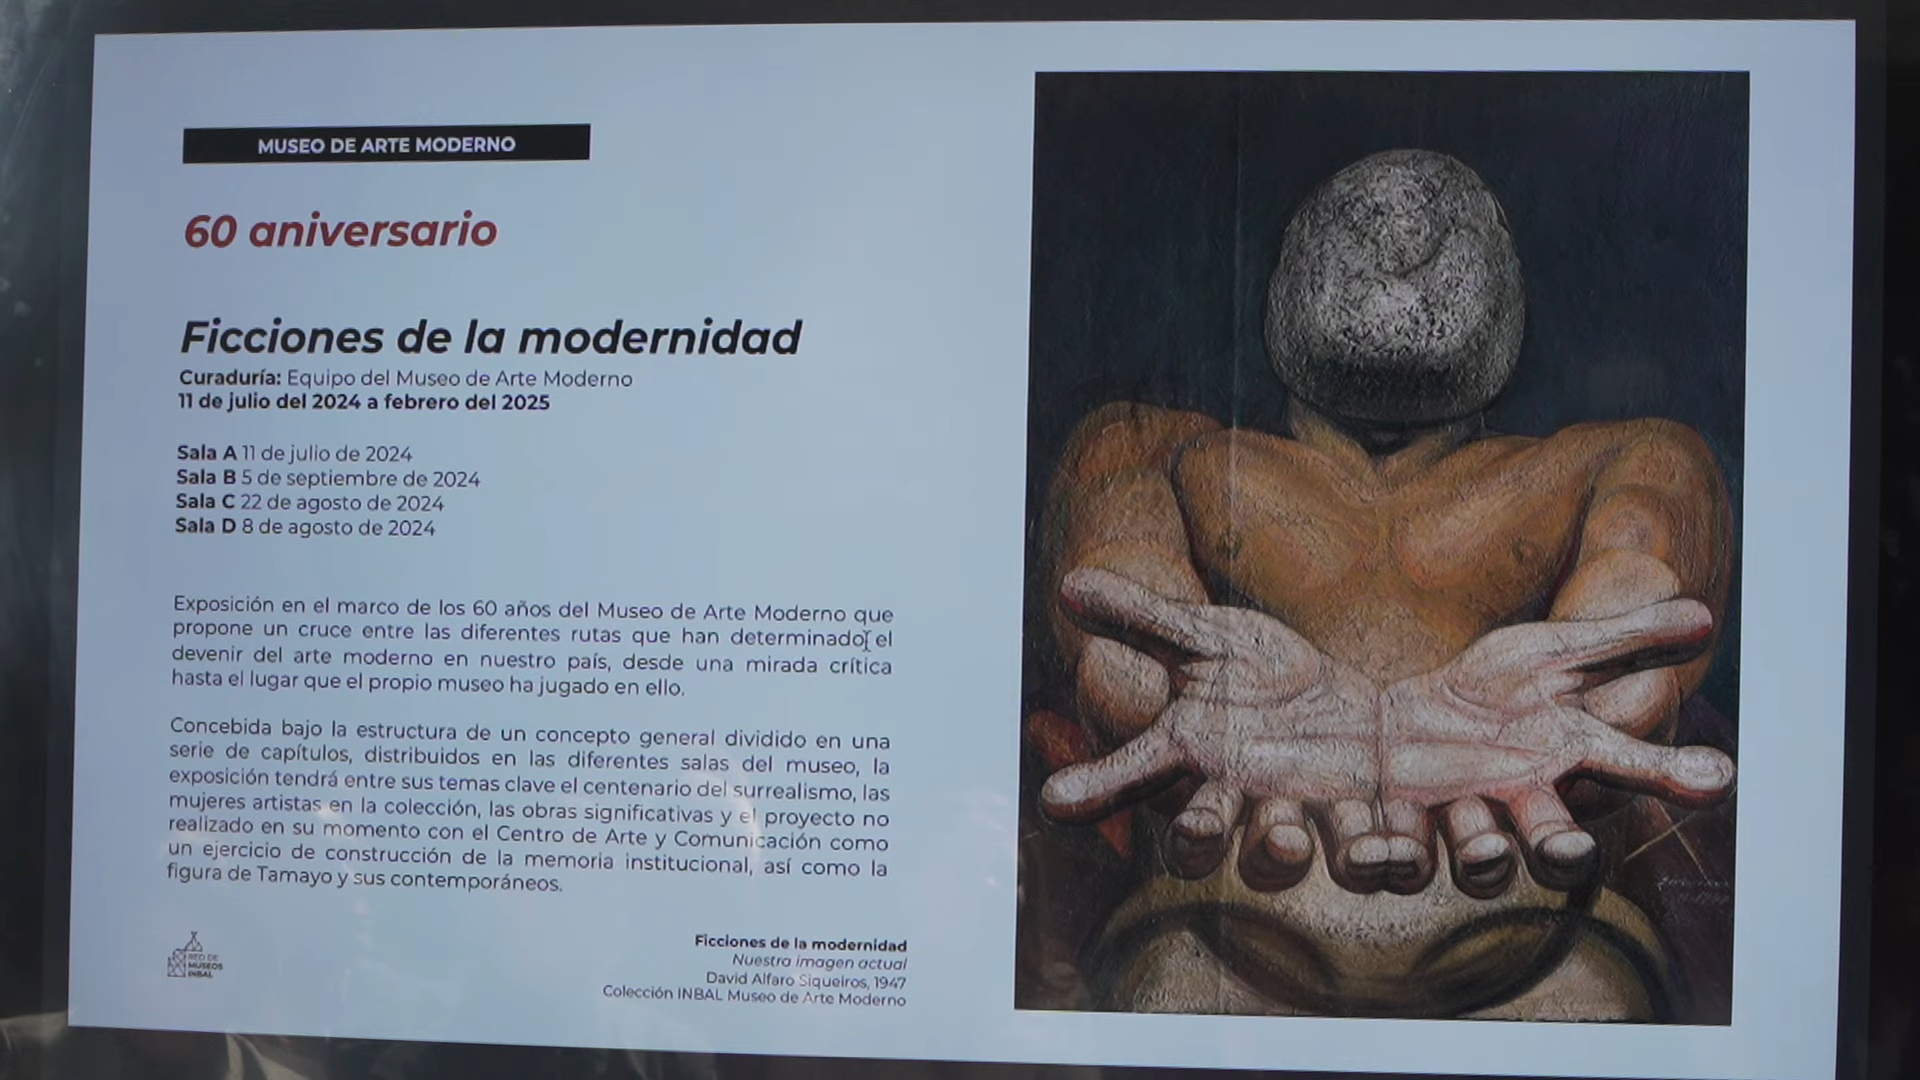 MUSEO DE ARTE MODERNO
60 aniversario
Ficciones de la modernidad
Curaduría: Equipo del Museo de Arte Moderno
11 de julio del 2024 a febrero del 2025
Sala A 11 de julio de 2024
Sala B 5 de septiembre de 2024
Sala C 22 de agosto de 2024
Sala D 8 de agosto de 2024
Exposición en el marco de los 60 años del Museo de Arte Moderno que
propone un cruce entre las diferentes rutas que han determinado el
devenir del arte moderno en nuestro país, desde una mirada crítica
hasta el lugar que el propio museo ha jugado en ello.
Concebida bajo la estructura de un concepto general dividido en una
serie de capítulos, distribuidos en las diferentes salas del museo, la
exposición tendrá entre sus temas clave el centenario del surrealismo, las
mujeres artistas en la colección, las obras significativas y el proyecto no
realizado en su momento con el Centro de Arte y Comunicación como
un ejercicio de construcción de la memoria institucional, así como la
figura de Tamayo y sus contemporáneos.
RED DE
MUSEOS
INBAL
Ficciones de la modernidad
Nuestra imagen actual
David Alfaro Siqueiros, 1947
Colección INBAL Museo de Arte Moderno